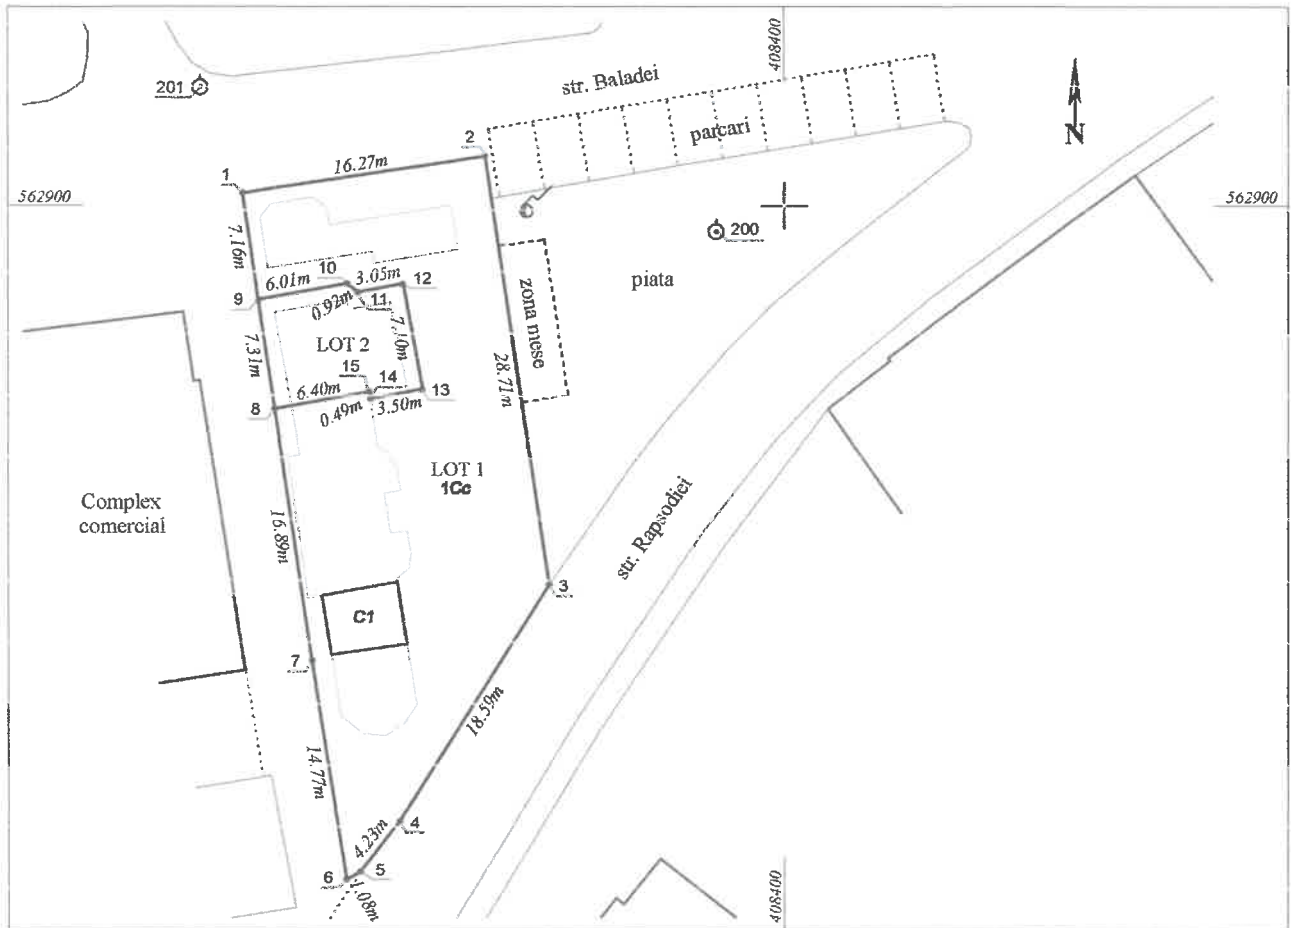 408400
str. Baladei
parcari
N
201
2
1
16.27m
562900
562900
200
piata
7.16m
10
6.01m
3.05m
12
9
0.92m
11
zona mese
7.31m
LOT 2
7.10m
28.71m
15
14
13
6.40m
8
0.49m
3.50m
LOT 1
1Cc
Complex
comercial
16.89m
str. Rapsodiei
3
C1
7
18.59m
14.77m
4.23m
4
5
6
1.08m
408400